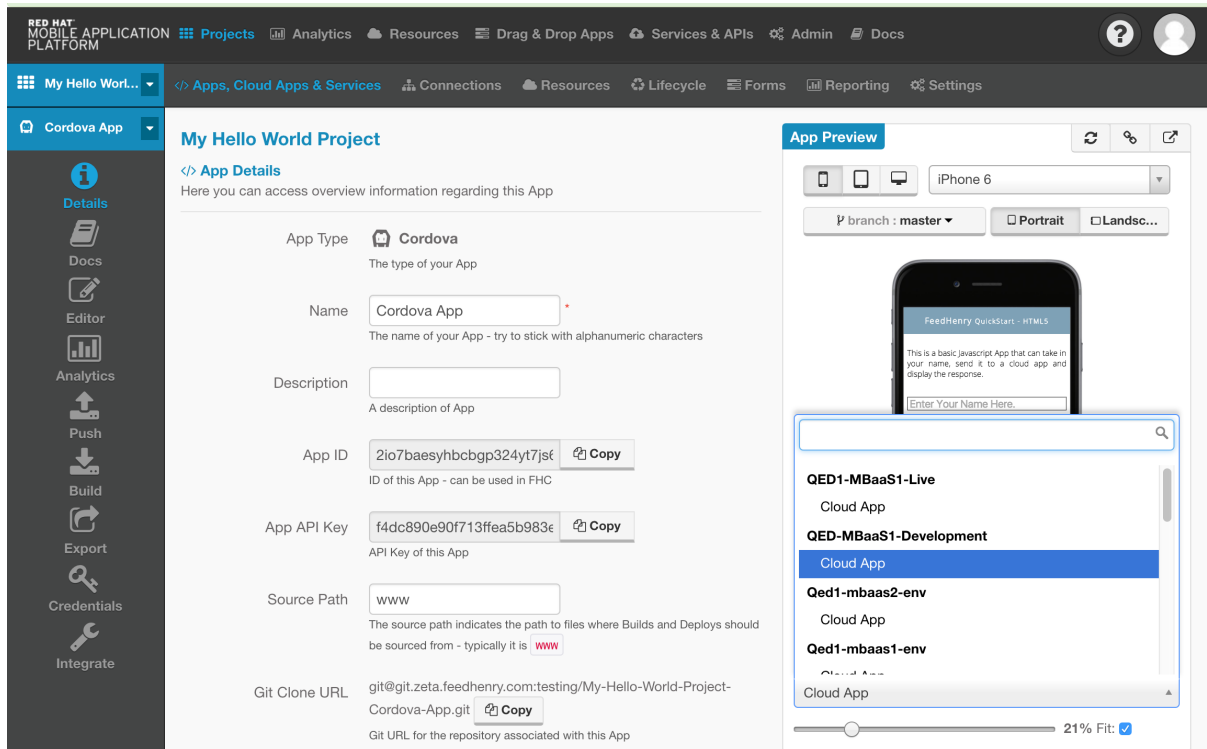 RED HAT
MOBILE APPLICATION
PLATFORM
Projects Analytics Resources Drag & Drop Apps Services & APIs Admin Docs
?
My Hello Worl...
Apps, Cloud Apps & Services Connections Resources Lifecycle Forms Reporting Settings
Cordova App
Details
Docs
Editor
Analytics
Push
Build
Export
Credentials
Integrate
My Hello World Project
</> App Details
Here you can access overview information regarding this App
App Type Cordova
The type of your App
Name Cordova App *
The name of your App - try to stick with alphanumeric characters
Description
A description of App
App ID 2io7baesyhbcbgp324yt7js6 Copy
ID of this App - can be used in FHC
App API Key f4dc890e90f713ffea5b983e Copy
API Key of this App
Source Path www
The source path indicates the path to files where Builds and Deploys should
be sourced from - typically it is www
Git Clone URL git@git.zeta.feedhenry.com:testing/My-Hello-World-Project-
Cordova-App.git Copy
Git URL for the repository associated with this App
App Preview
iPhone 6
branch : master Portrait Landsc...
FeedHenry QuickStart - HTML5
This is a basic Javascript App that can take in
your name, send it to a cloud app and
display the response.
Enter Your Name Here.
QED1-MBaaS1-Live
Cloud App
QED-MBaaS1-Development
Cloud App
Qed1-mbaas2-env
Cloud App
Qed1-mbaas1-env
Cloud App
Cloud App
21% Fit: